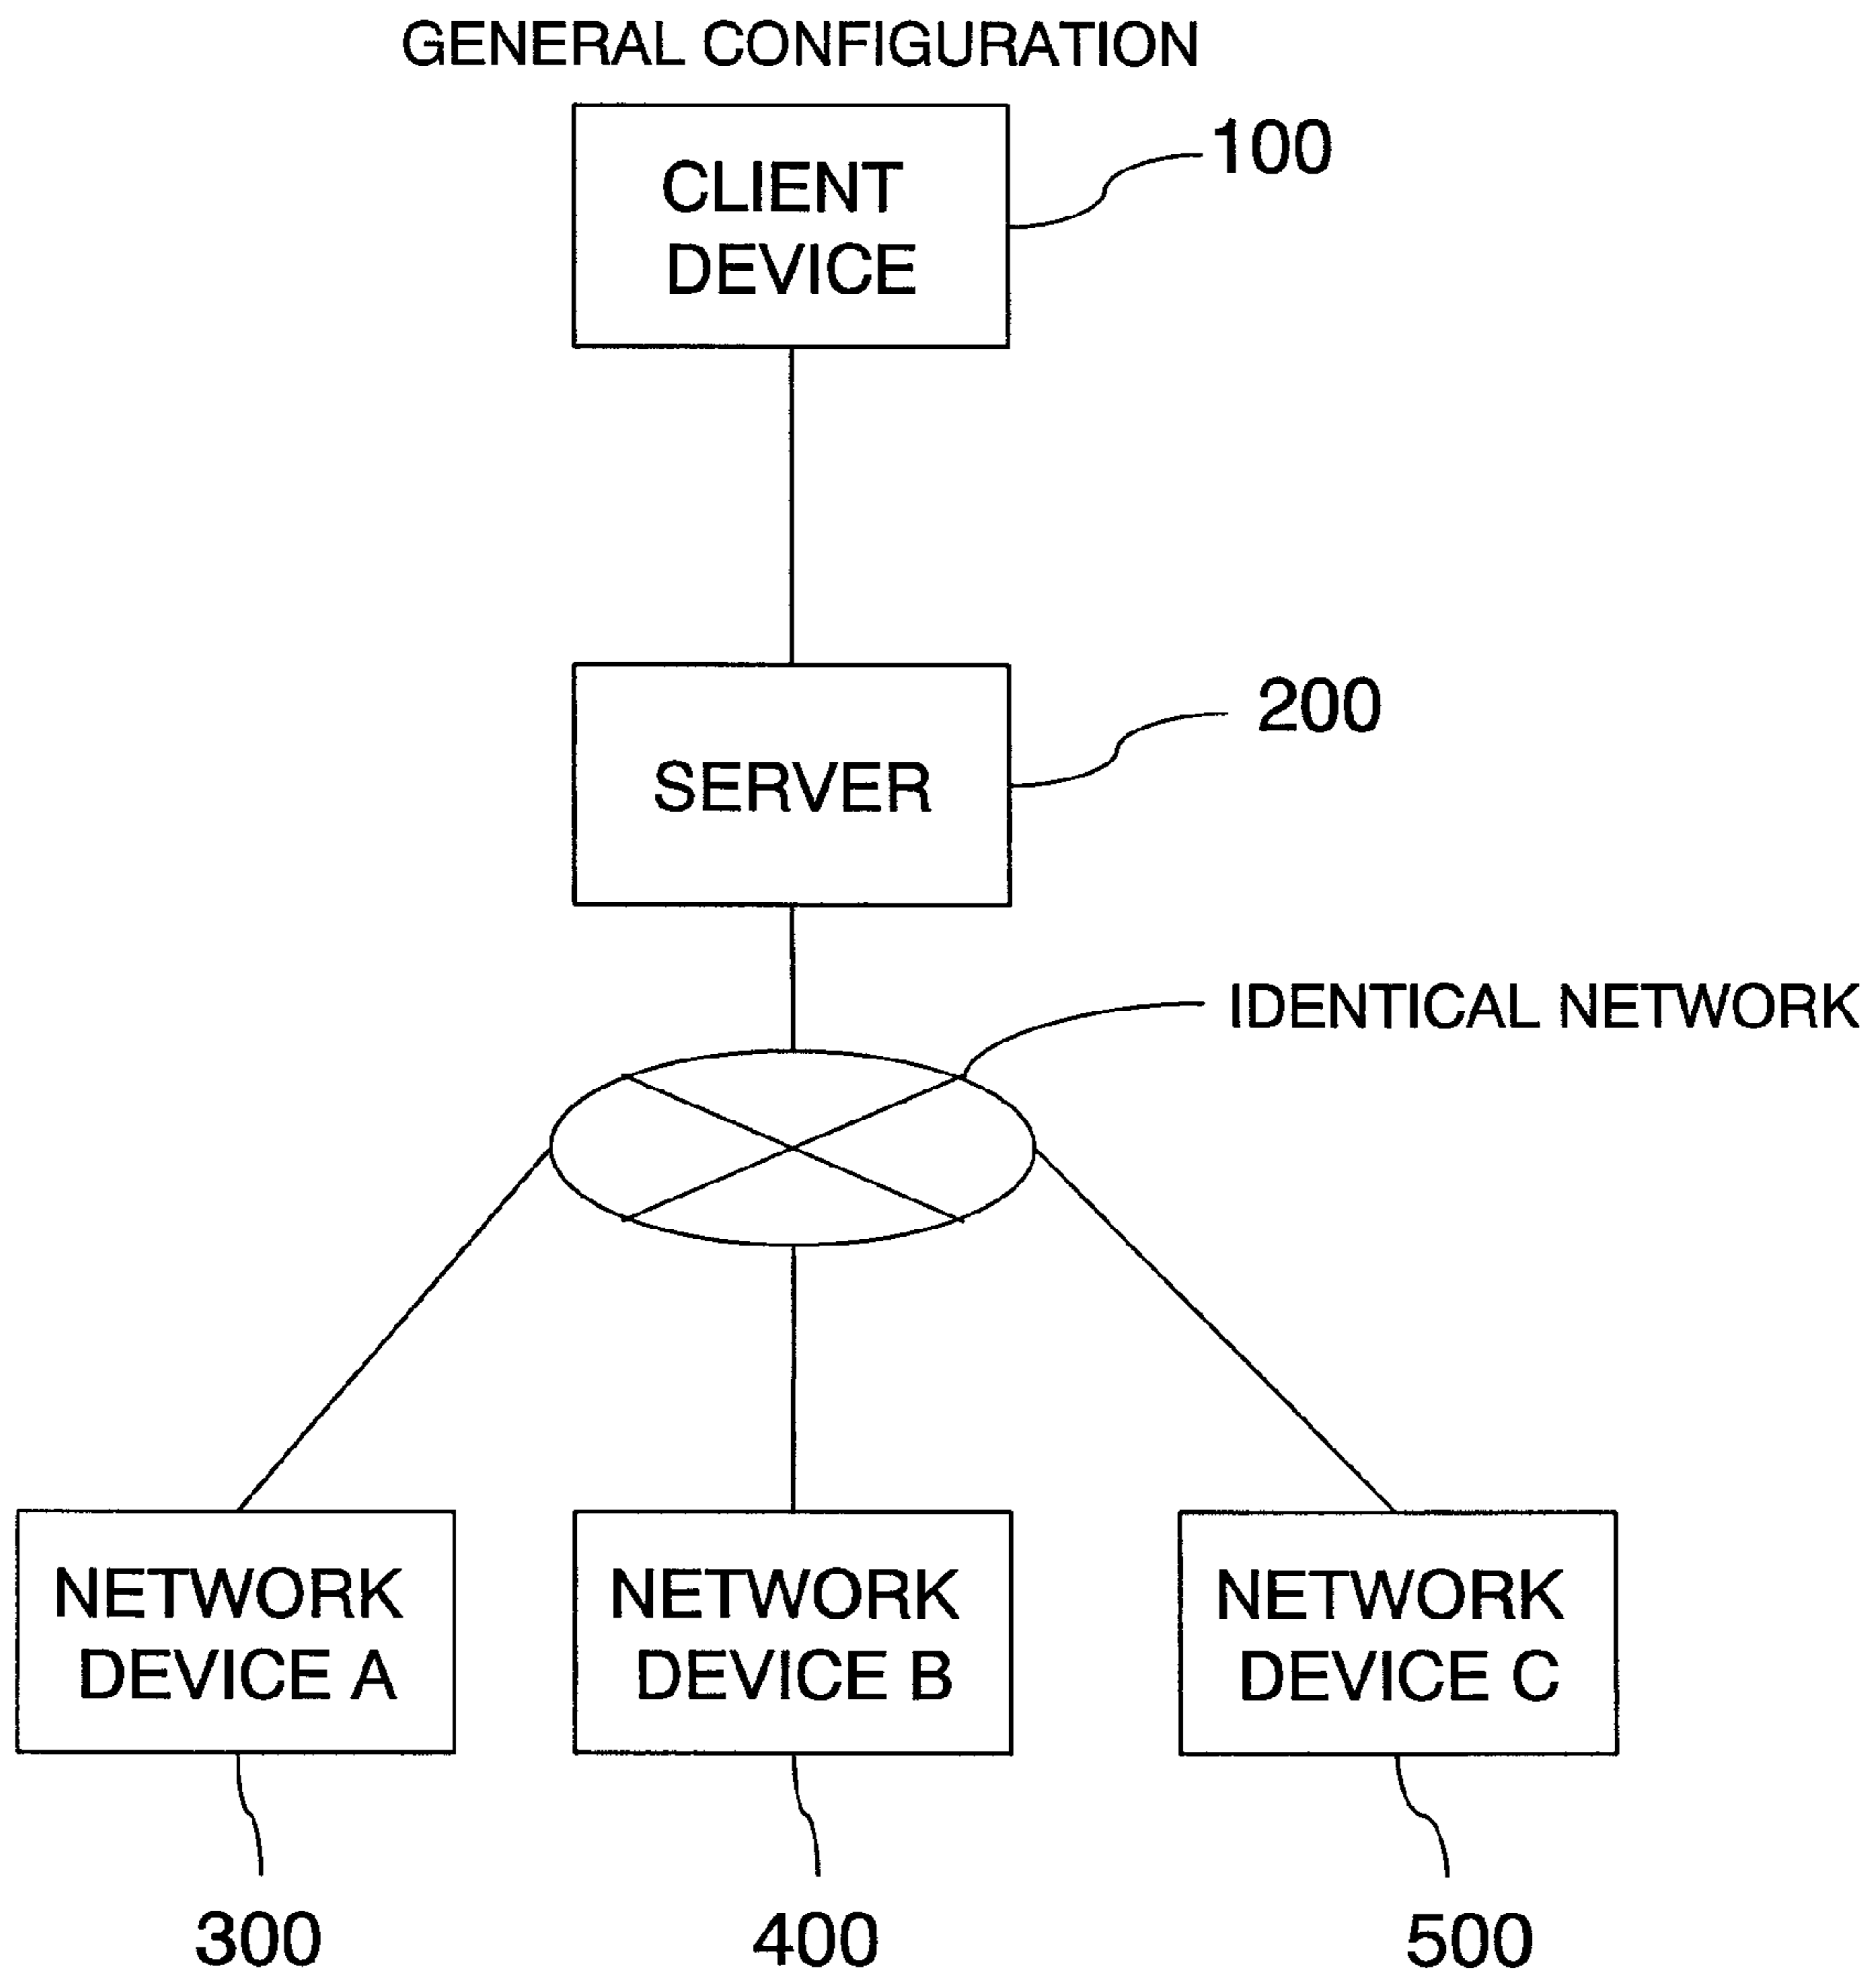 GENERAL CONFIGURATION
CLIENT
DEVICE
100
SERVER
200
IDENTICAL NETWORK
NETWORK
DEVICE A
NETWORK
DEVICE B
NETWORK
DEVICE C
300
400
500